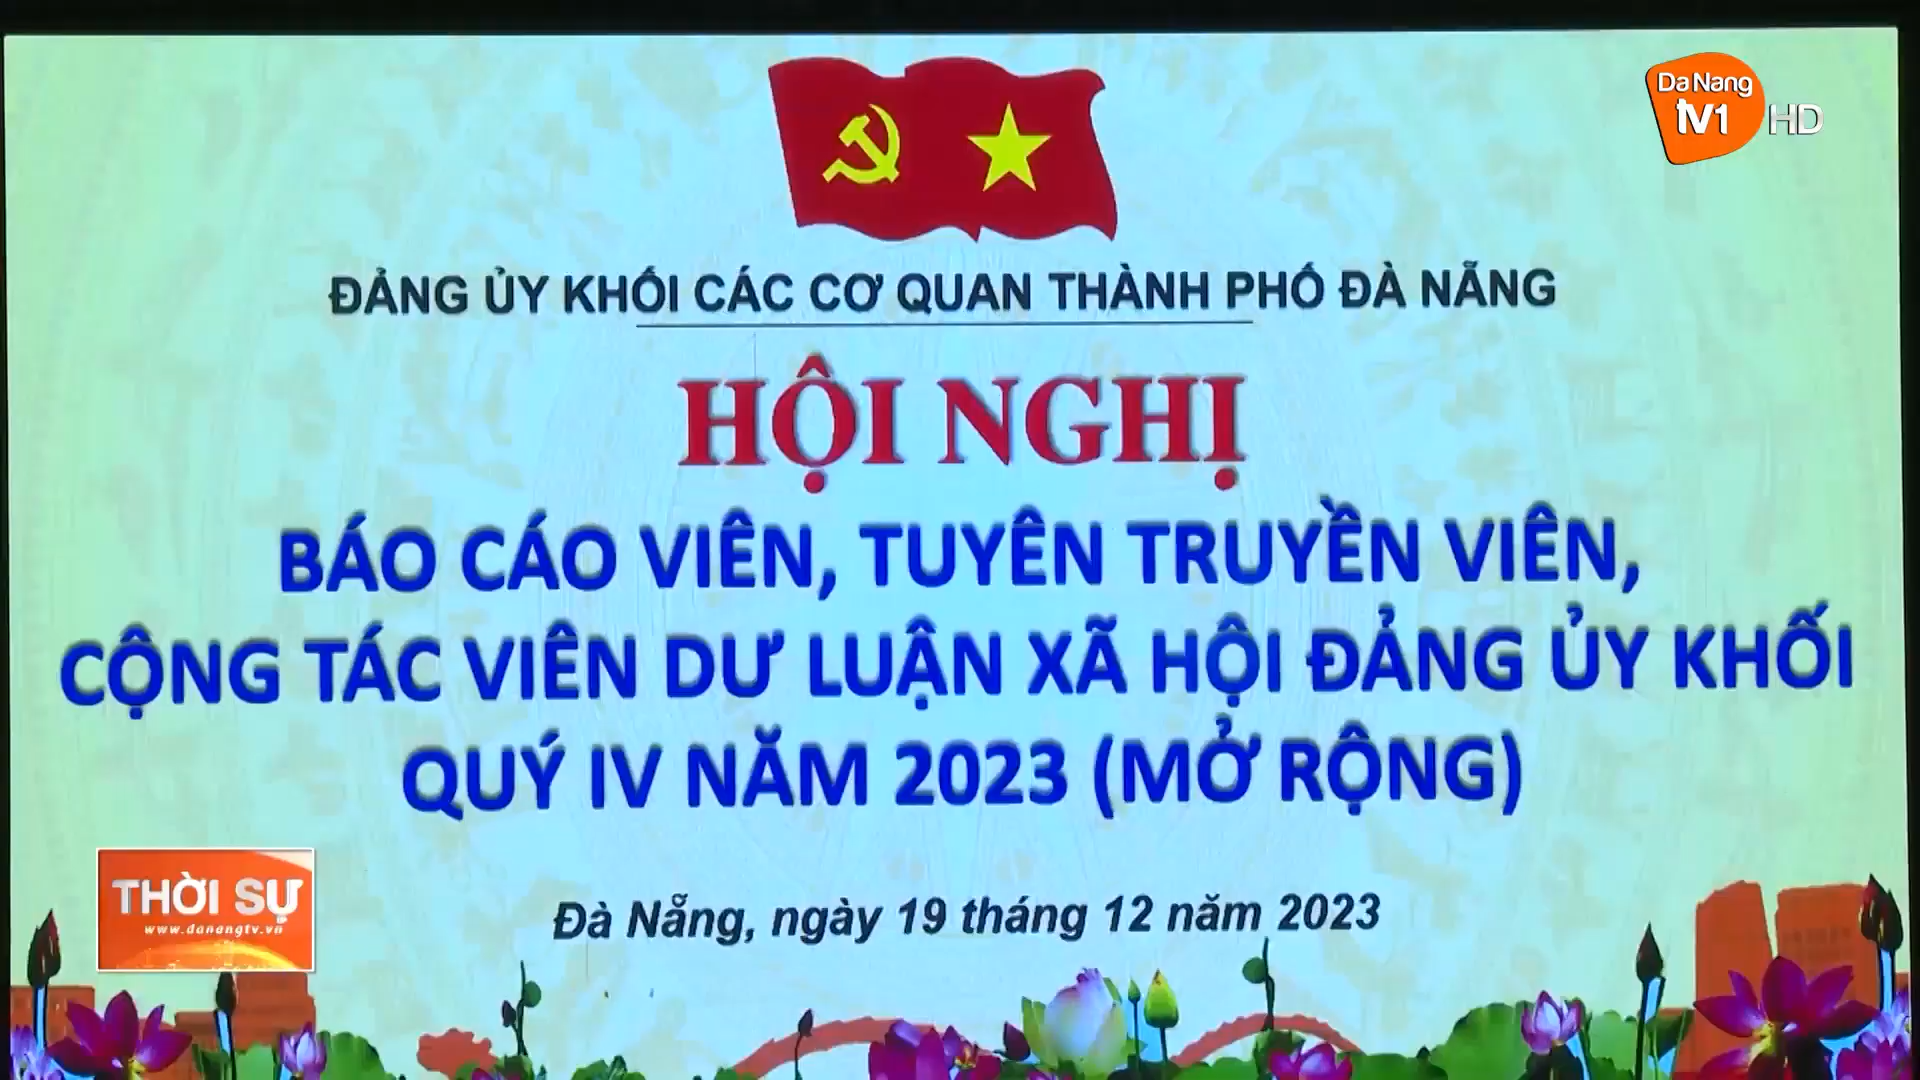 Da Nang
TV1 HD
ĐẢNG ỦY KHỐI CÁC CƠ QUAN THÀNH PHỐ ĐÀ NẴNG
HỘI NGHỊ
BÁO CÁO VIÊN, TUYÊN TRUYỀN VIÊN,
CỘNG TÁC VIÊN DƯ LUẬN XÃ HỘI ĐẢNG ỦY KHỐI
QUÝ IV NĂM 2023 (MỞ RỘNG)
Đà Nẵng, ngày 19 tháng 12 năm 2023
THỜI SỰ
www.danangtv.vn